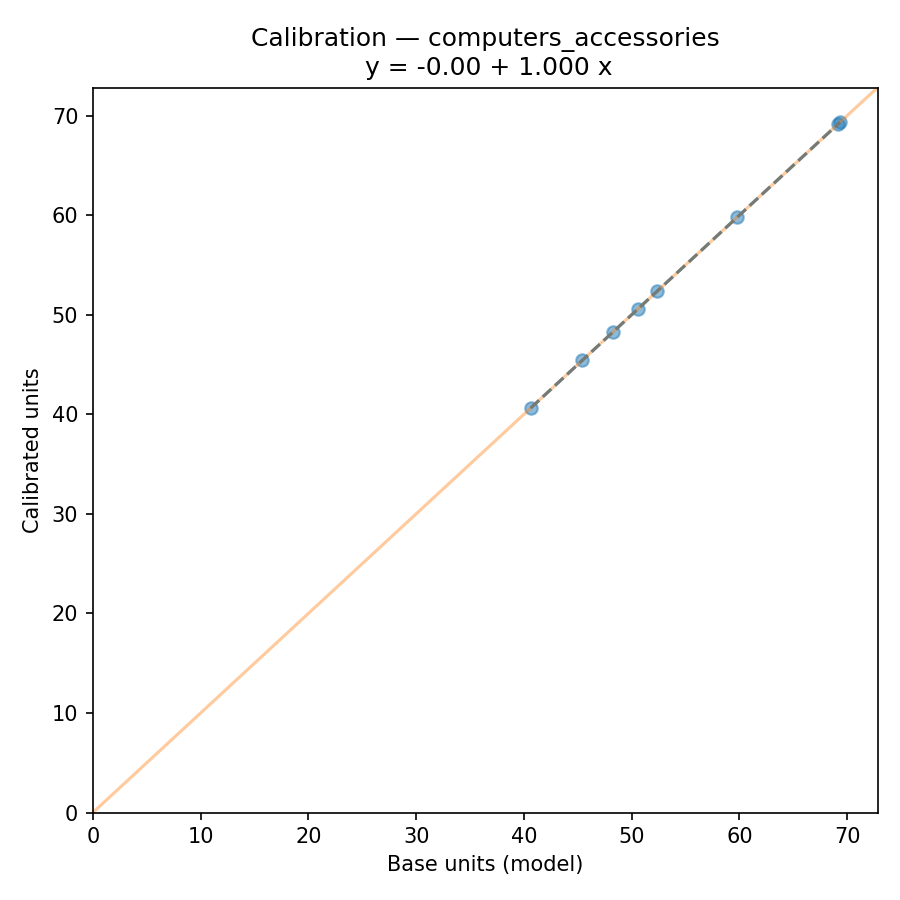 Calibration — computers_accessories
y = -0.00 + 1.000 x
70
60
50
40
30
20
10
0
Calibrated units
0 10 20 30 40 50 60 70
Base units (model)